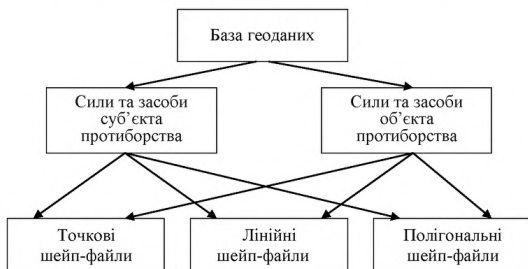 База геоданих
Сили та засоби
суб’єкта
протиборства
Сили та засоби
об’єкта
протиборства
Точкові
шейп-файли
Лінійні
шейп-файли
Полігональні
шейп-файли